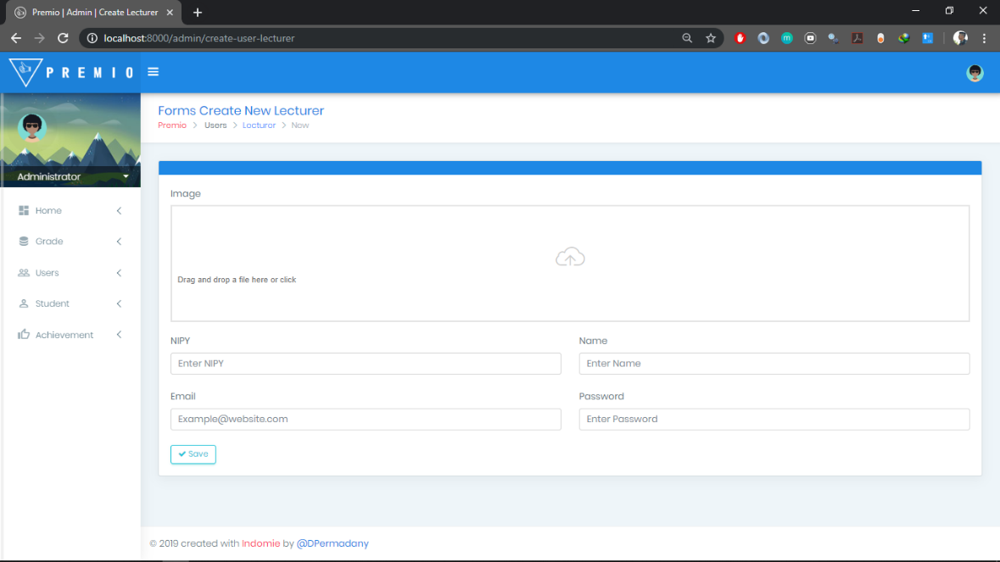 Premio | Admin | Create Lecturer
localhost:8000/admin/create-user-lecturer
PREMIO
Forms Create New Lecturer
Premio > Users > Lecturer > New
Administrator
Home
Grade
Users
Student
Achievement
Image
Drag and drop a file here or click
NIPY
Name
Enter NIPY
Enter Name
Email
Password
Example@website.com
Enter Password
Save
© 2019 created with Indomie by @DPermadany